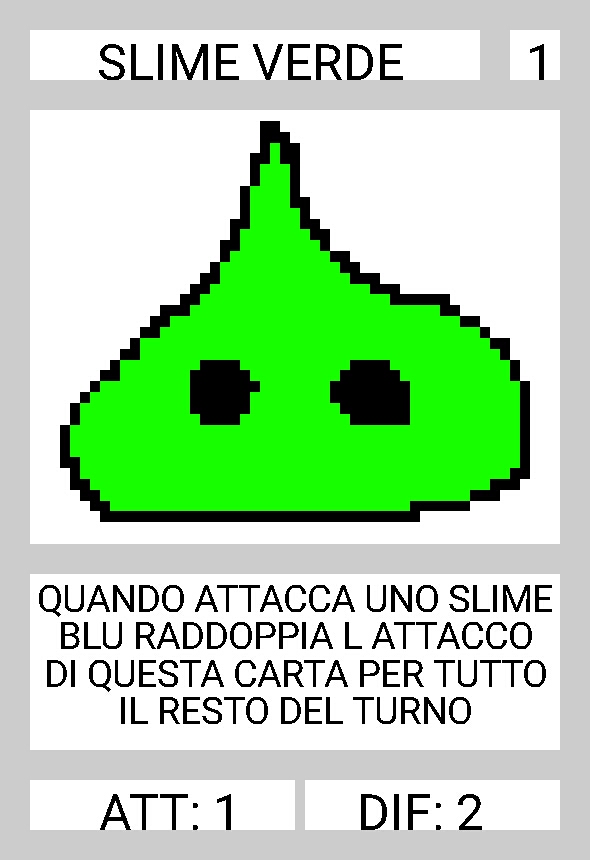 SLIME VERDE
1
QUANDO ATTACCA UNO SLIME
BLU RADDOPPIA L ATTACCO
DI QUESTA CARTA PER TUTTO
IL RESTO DEL TURNO
ATT: 1
DIF: 2